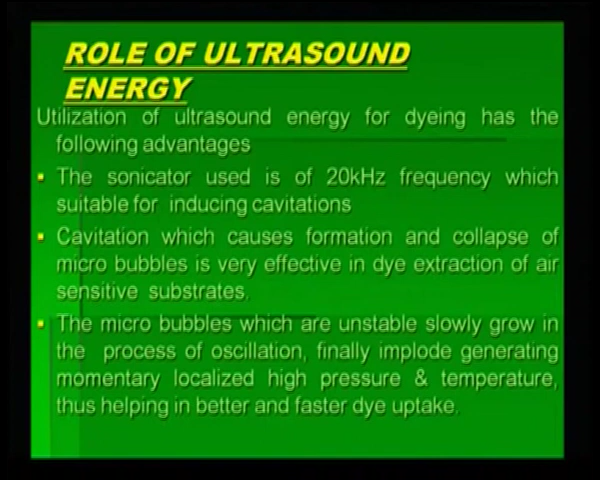 ROLE OF ULTRASOUND
ENERGY
Utilization of ultrasound energy for dyeing has the
following advantages
▪ The sonicator used is of 20kHz frequency which
suitable for inducing cavitations
▪ Cavitation which causes formation and collapse of
micro bubbles is very effective in dye extraction of air
sensitive substrates.
▪ The micro bubbles which are unstable slowly grow in
the process of oscillation, finally implode generating
momentary localized high pressure & temperature,
thus helping in better and faster dye uptake.